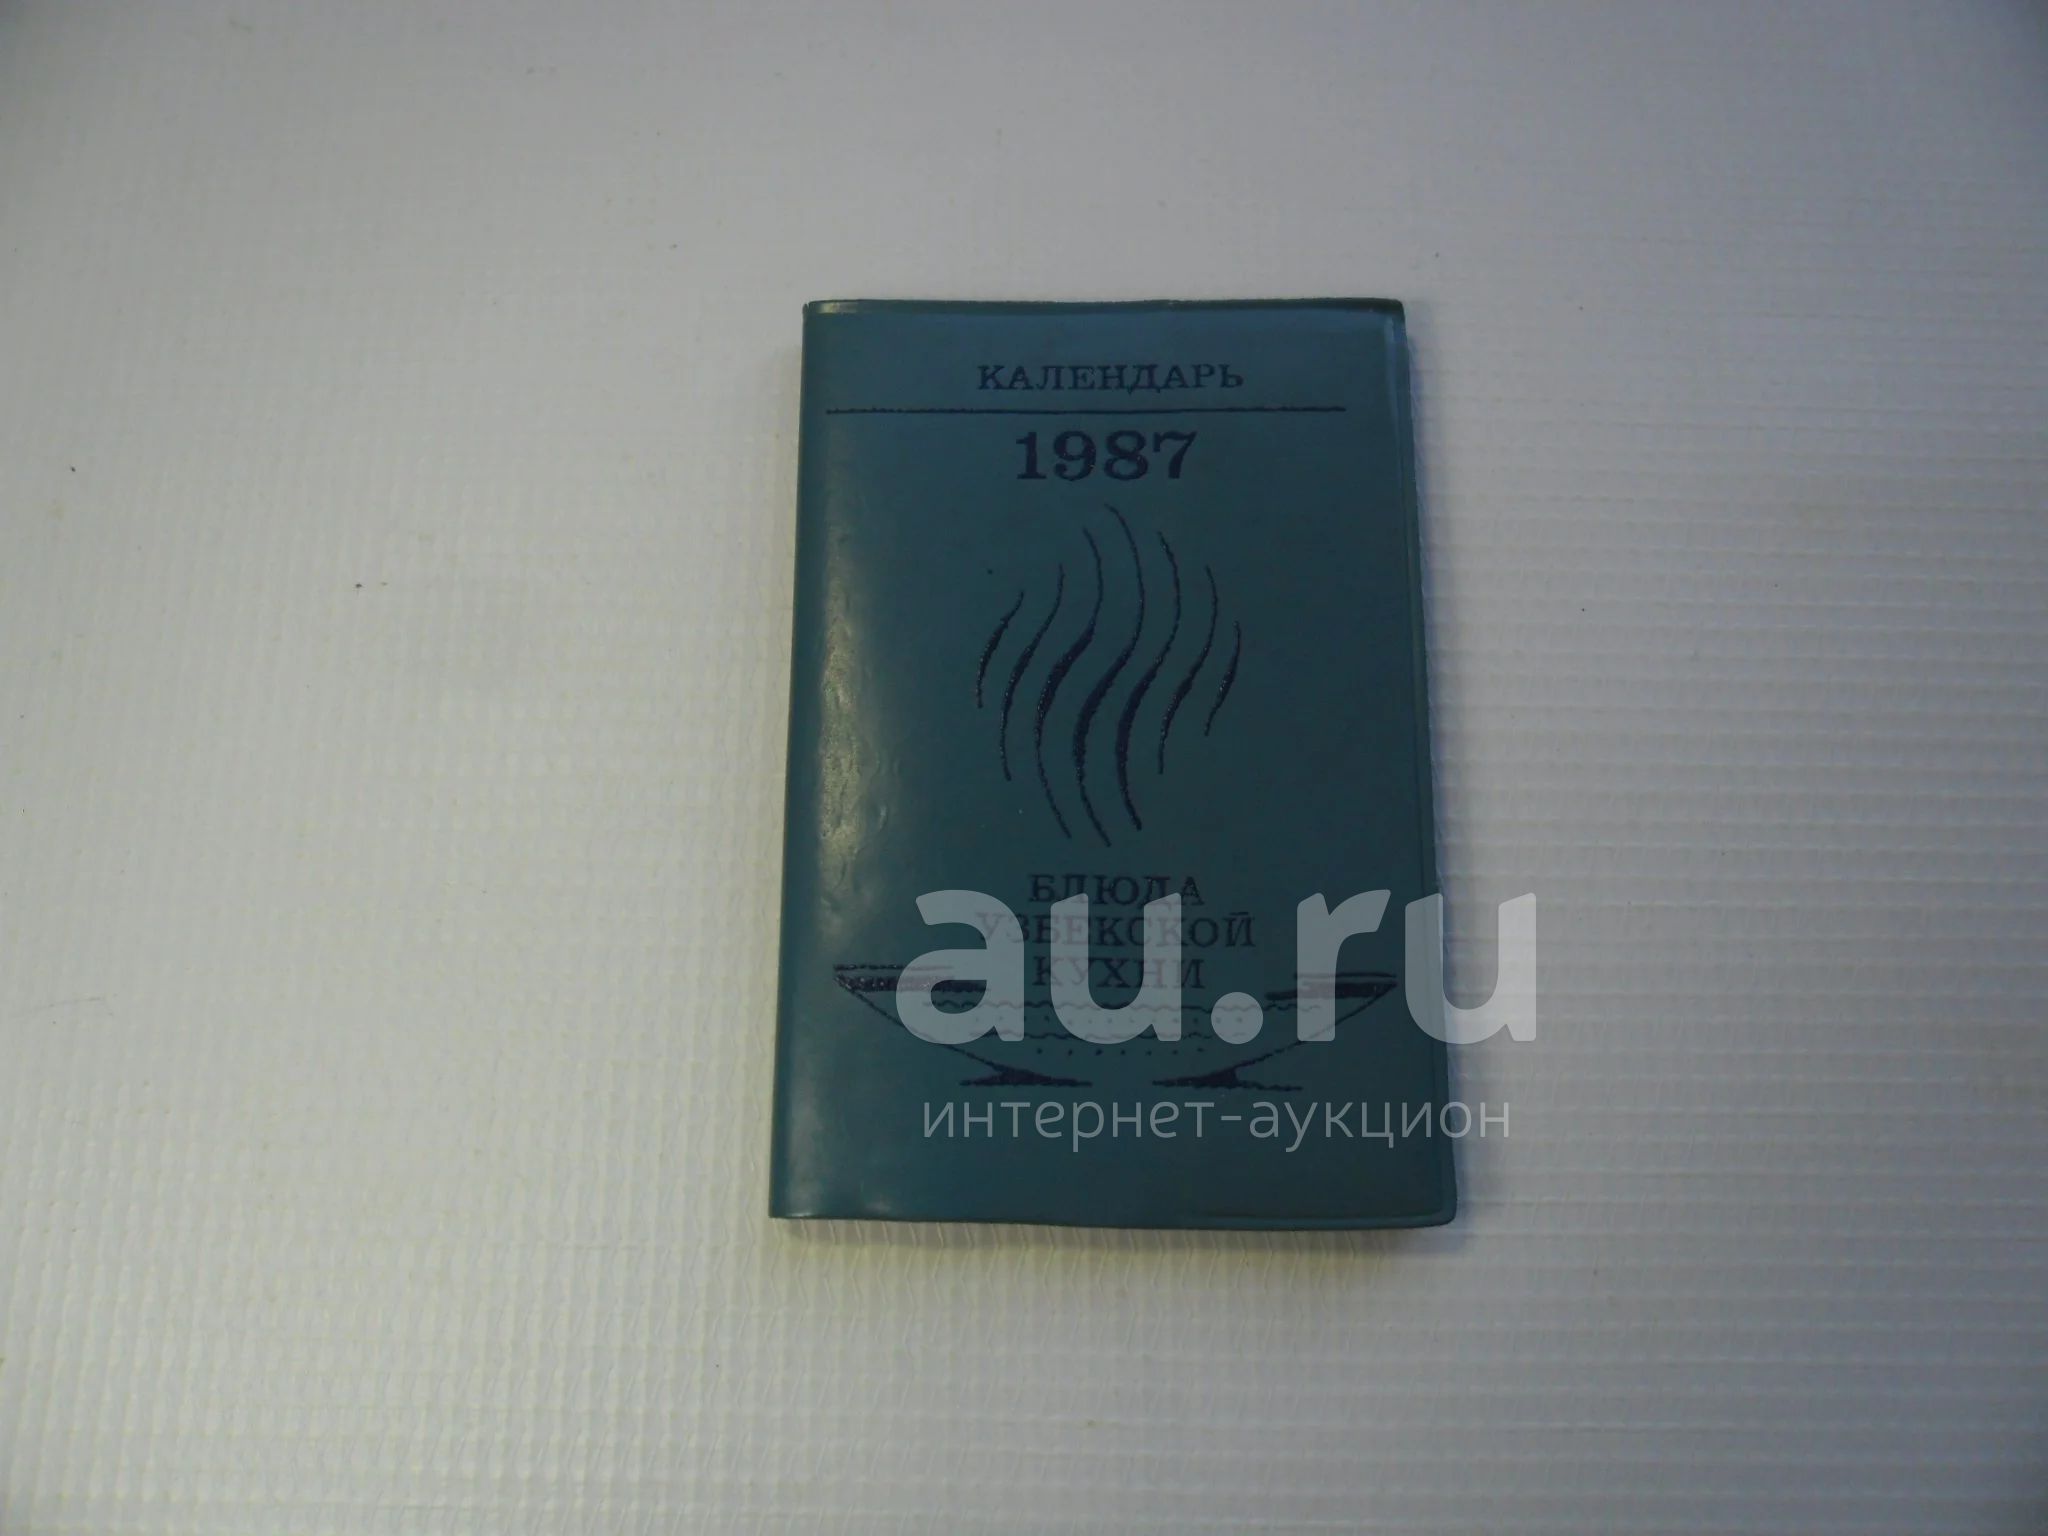 КАЛЕНДАРЬ
1987
БЛЮДА
УЗБЕКСКОЙ
КУХНИ
au.ru
интернет-аукцион